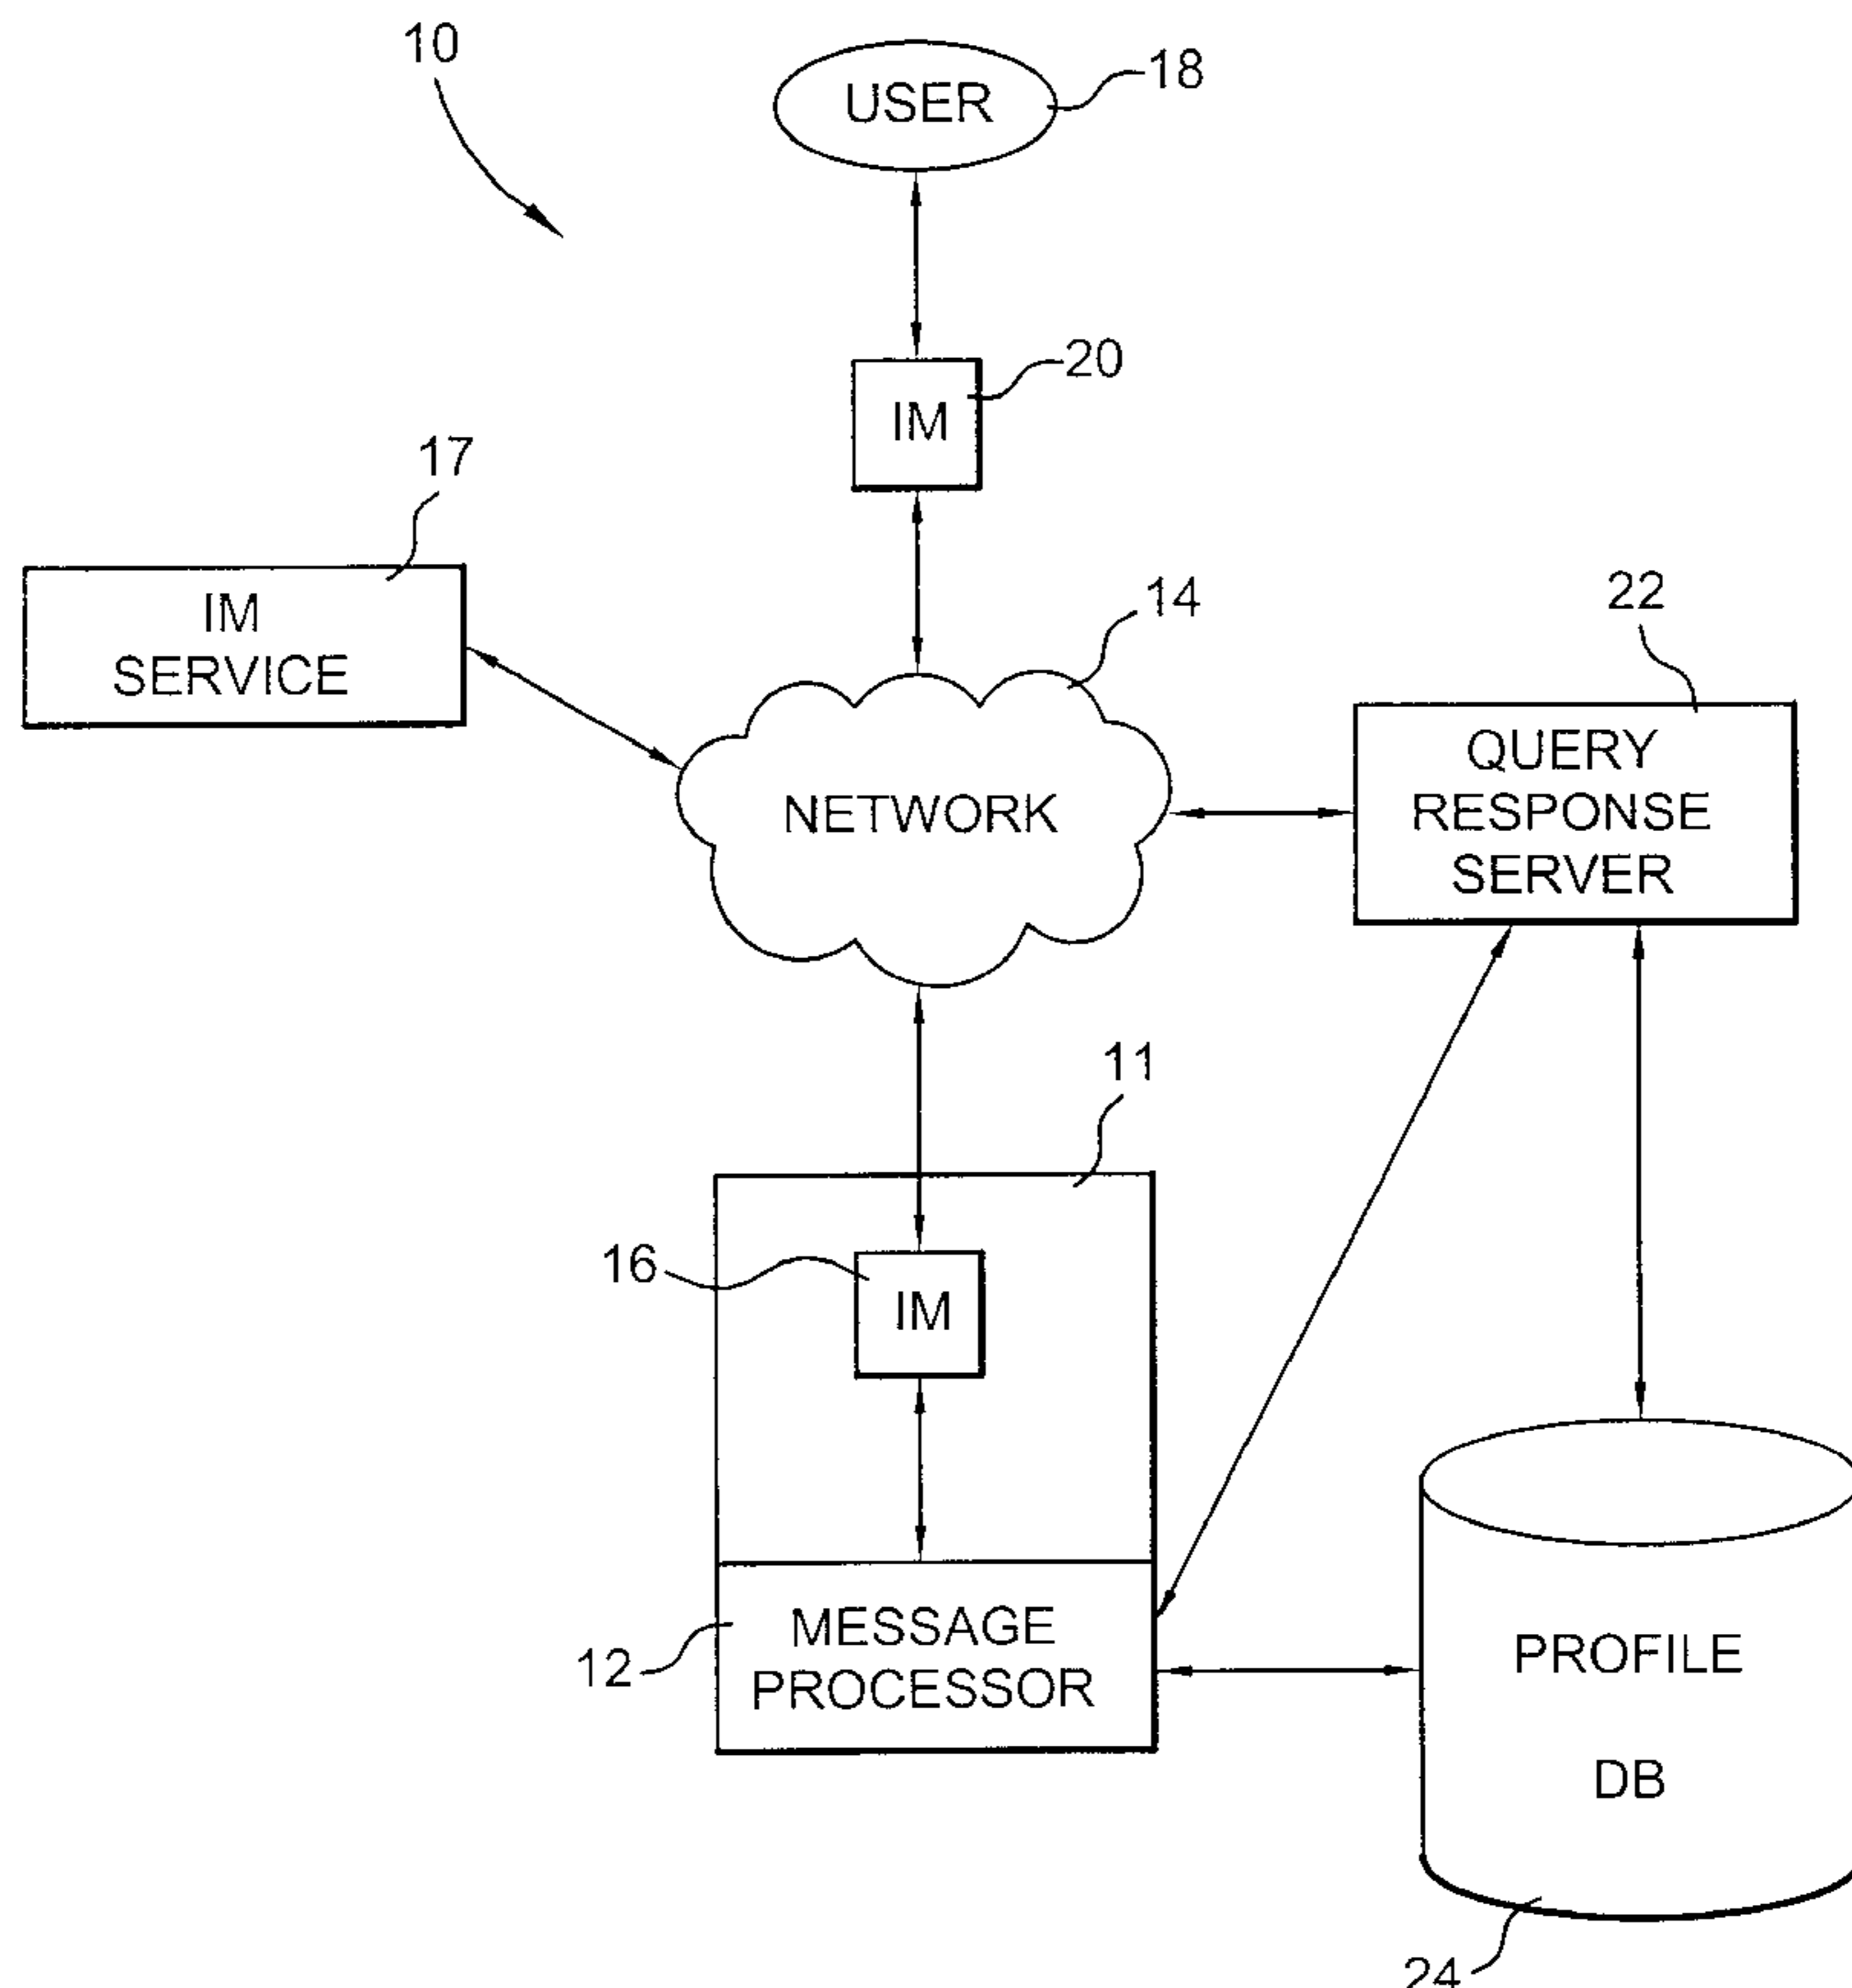 10
USER
18
IM
20
17
IM
SERVICE
14
22
NETWORK
QUERY
RESPONSE
SERVER
11
16
IM
12
MESSAGE
PROCESSOR
PROFILE
DB
24